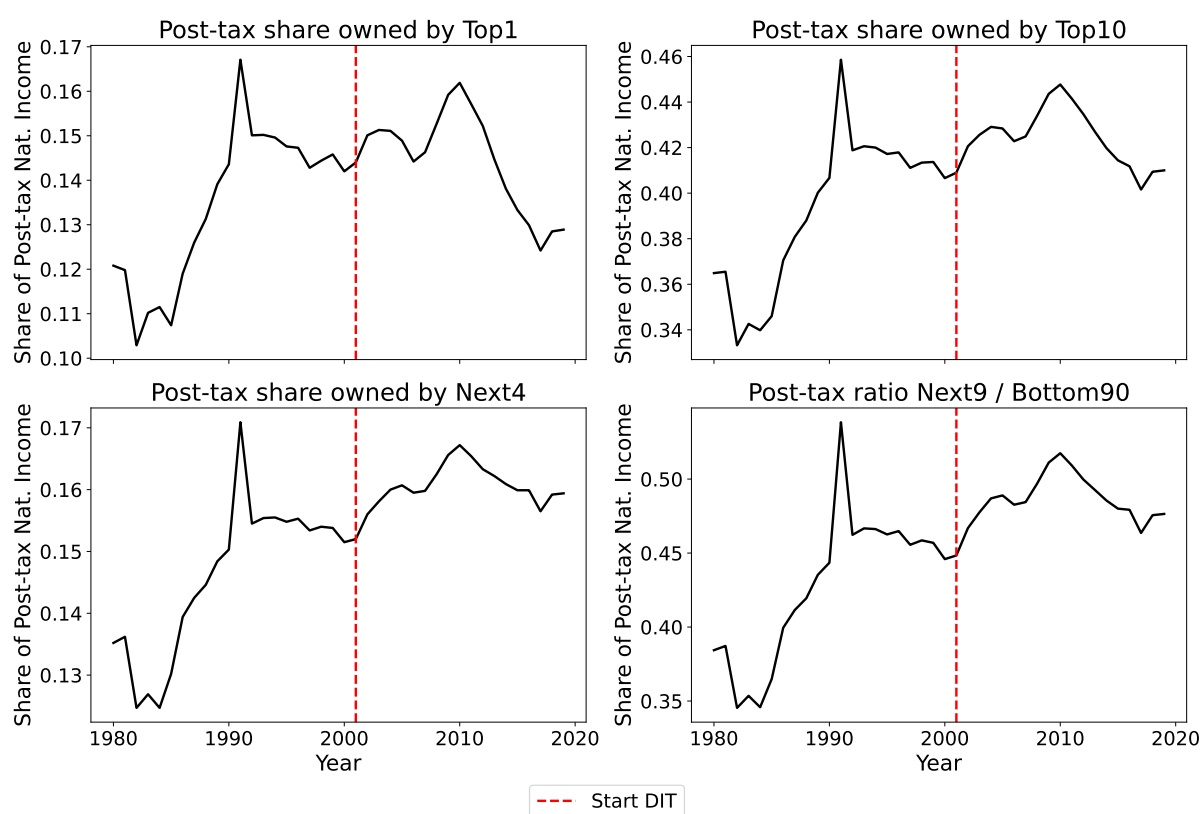 Post-tax share owned by Top1
Share of Post-tax Nat. Income
0.17
0.16
0.15
0.14
0.13
0.12
0.11
0.10
Post-tax share owned by Top10
Share of Post-tax Nat. Income
0.46
0.44
0.42
0.40
0.38
0.36
0.34
Post-tax share owned by Next4
Share of Post-tax Nat. Income
0.17
0.16
0.15
0.14
0.13
1980 1990 2000 2010 2020
Year
Post-tax ratio Next9 / Bottom90
Share of Post-tax Nat. Income
0.50
0.45
0.40
0.35
1980 1990 2000 2010 2020
Year
Start DIT